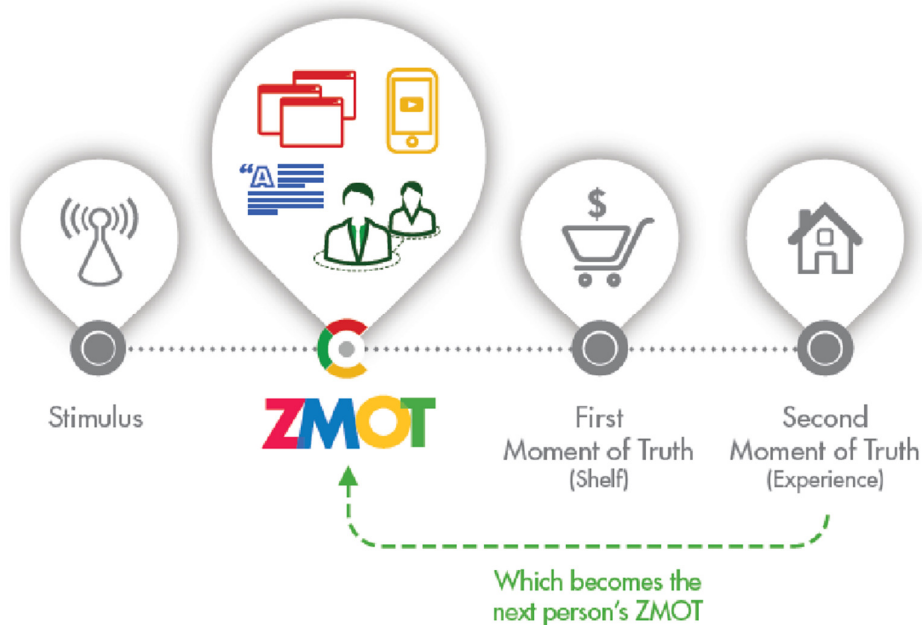 “A
$
Stimulus
ZMOT
First
Moment of Truth
(Shelf)
Second
Moment of Truth
(Experience)
Which becomes the
next person's ZMOT